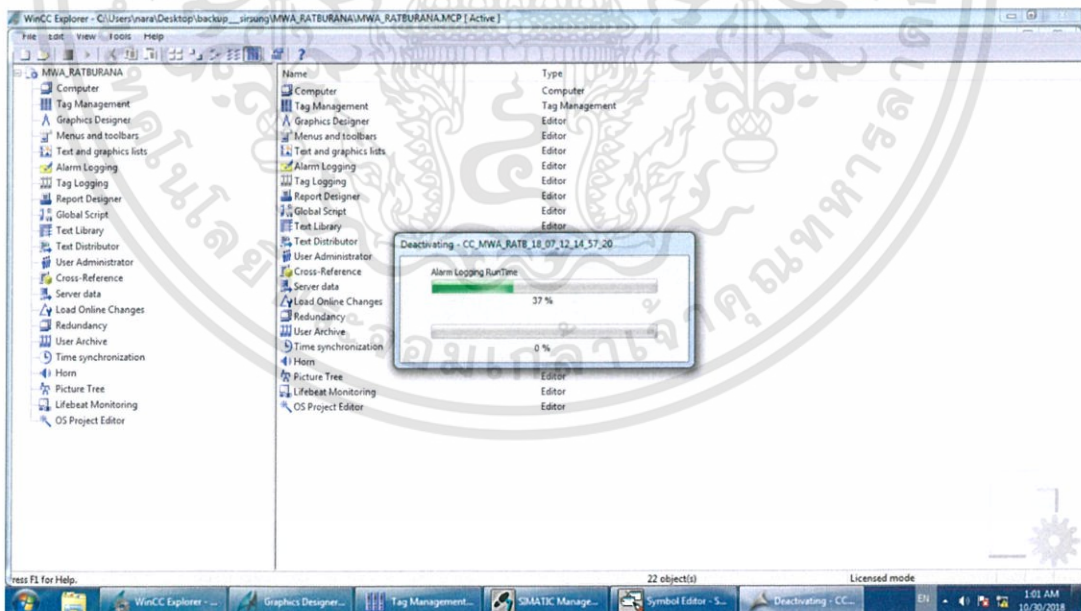 WinCC Explorer - C:\Users\nara\Desktop\backup__sirsung\MWA_RATBURANA\MWA_RATBURANA.MCP [ Active ]
File Edit View Tools Help
MWA_RATBURANA
Computer
Tag Management
Graphics Designer
Menus and toolbars
Text and graphics lists
Alarm Logging
Tag Logging
Report Designer
Global Script
Text Library
Text Distributor
User Administrator
Cross-Reference
Server data
Load Online Changes
Redundancy
User Archive
Time synchronization
Horn
Picture Tree
Lifebeat Monitoring
OS Project Editor
Name Type
Computer Computer
Tag Management Tag Management
Graphics Designer Editor
Menus and toolbars Editor
Text and graphics lists Editor
Alarm Logging Editor
Tag Logging Editor
Report Designer Editor
Global Script Editor
Text Library Editor
Text Distributor
User Administrator
Cross-Reference
Server data
Load Online Changes
Redundancy
User Archive
Time synchronization
Horn
Picture Tree Editor
Lifebeat Monitoring Editor
OS Project Editor Editor
Deactivating - CC_MWA_RATB_18_07_12_14_57_20
Alarm Logging RunTime
37 %
0 %
ress F1 for Help. 22 object(s) Licensed mode
WinCC Explorer - ... Graphics Designer... Tag Management... SIMATIC Manage... Symbol Editor - S... Deactivating - CC... EN 1:01 AM
10/30/2018